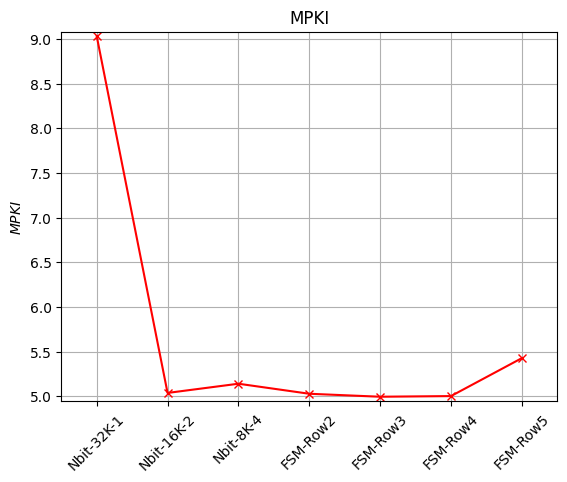 MPKI
MPKI
9.0
8.5
8.0
7.5
7.0
6.5
6.0
5.5
5.0
Nbit-32K-1
Nbit-16K-2
Nbit-8K-4
FSM-Row2
FSM-Row3
FSM-Row4
FSM-Row5